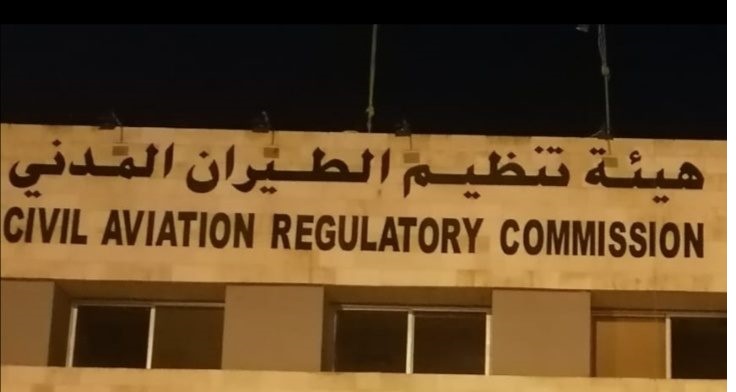 هيئة تنظيم الطيران المدني
CIVIL AVIATION REGULATORY COMMISSION